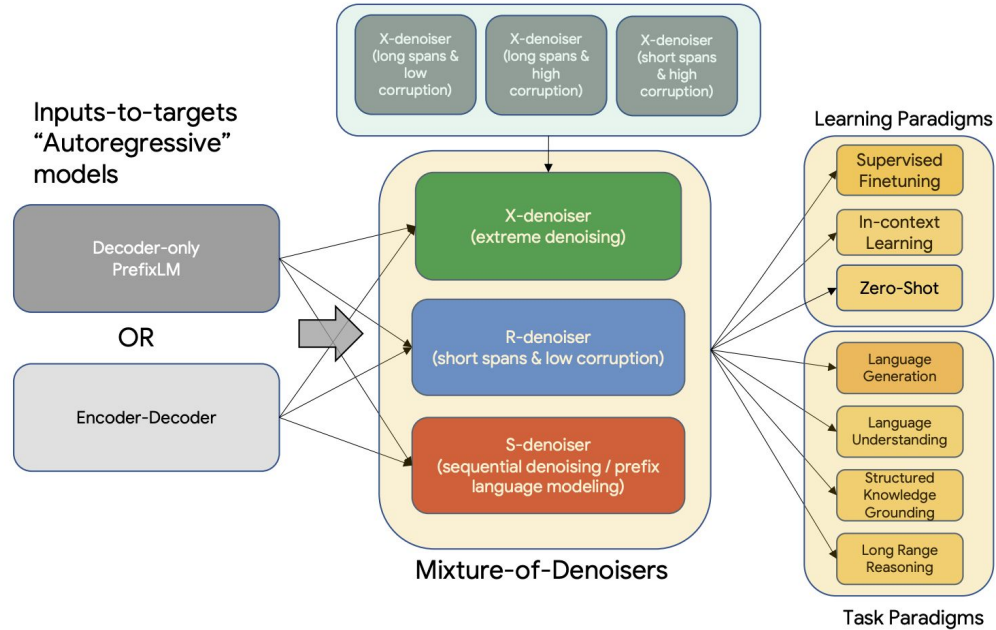 X-denoiser
(long spans &
low
corruption)
X-denoiser
(long spans &
high
corruption)
X-denoiser
(short spans
& high
corruption)
Inputs-to-targets
“Autoregressive”
models
Decoder-only
PrefixLM
OR
Encoder-Decoder
X-denoiser
(extreme denoising)
R-denoiser
(short spans & low corruption)
S-denoiser
(sequential denoising / prefix
language modeling)
Mixture-of-Denoisers
Learning Paradigms
Supervised
Finetuning
In-context
Learning
Zero-Shot
Language
Generation
Language
Understanding
Structured
Knowledge
Grounding
Long Range
Reasoning
Task Paradigms